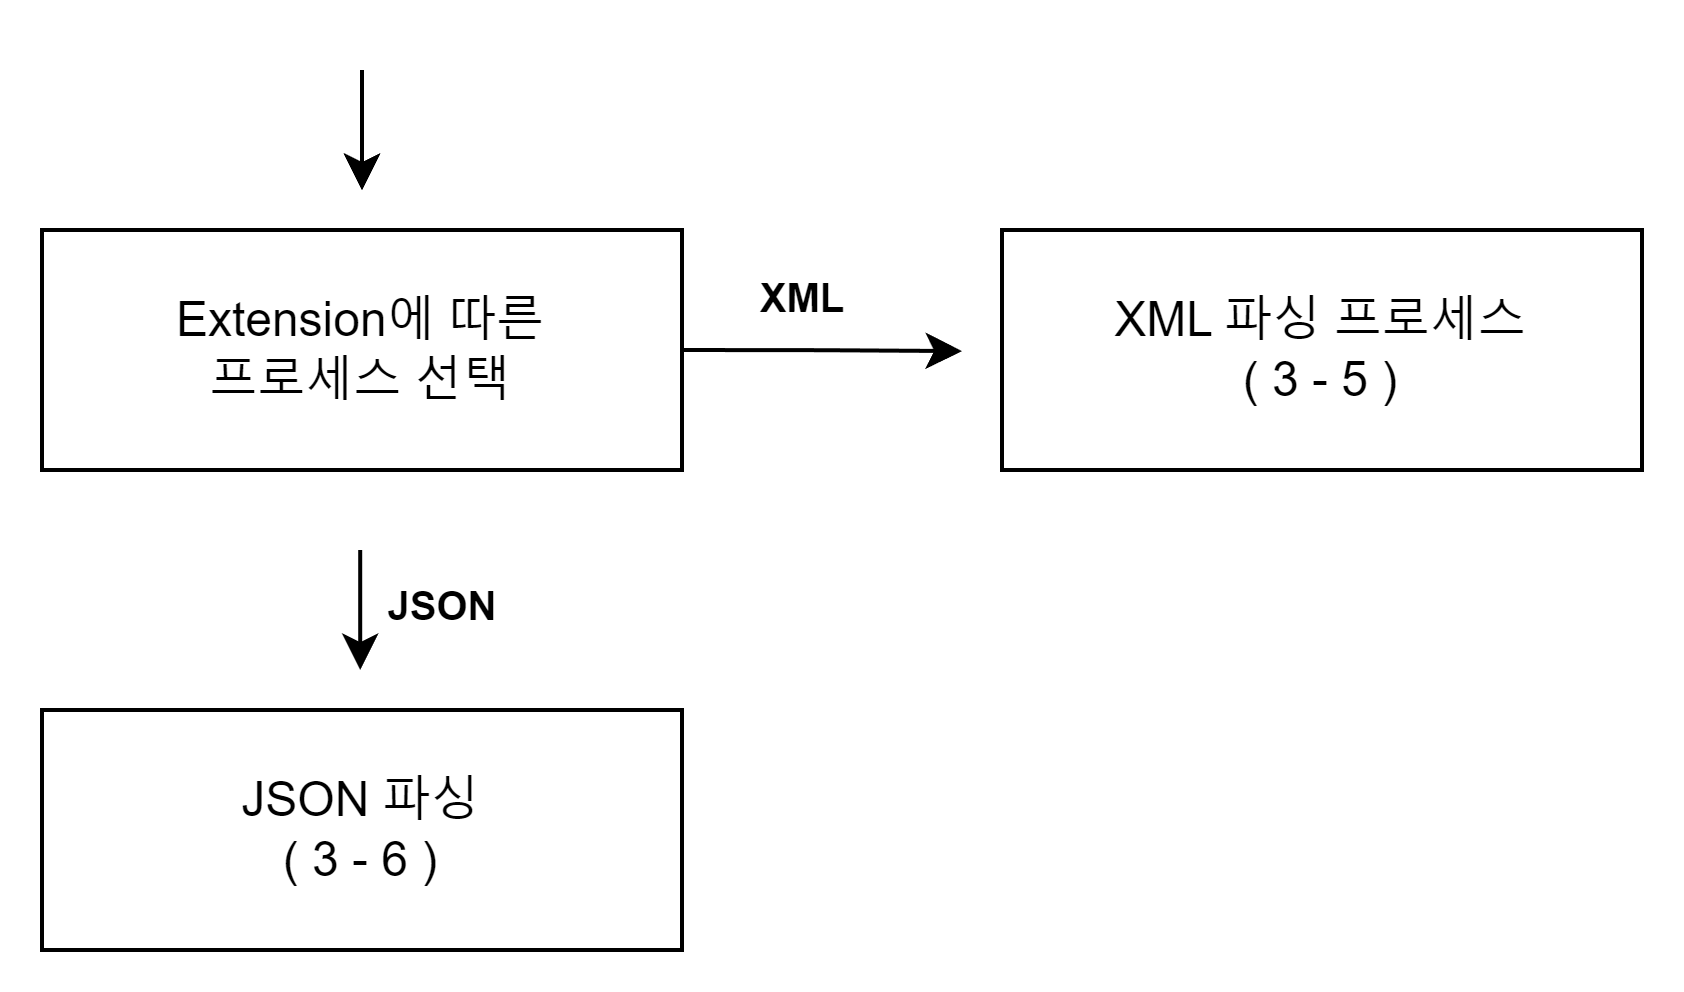 Extension에 따른
프로세스 선택
XML
XML 파싱 프로세스
( 3 - 5 )
JSON
JSON 파싱
( 3 - 6 )